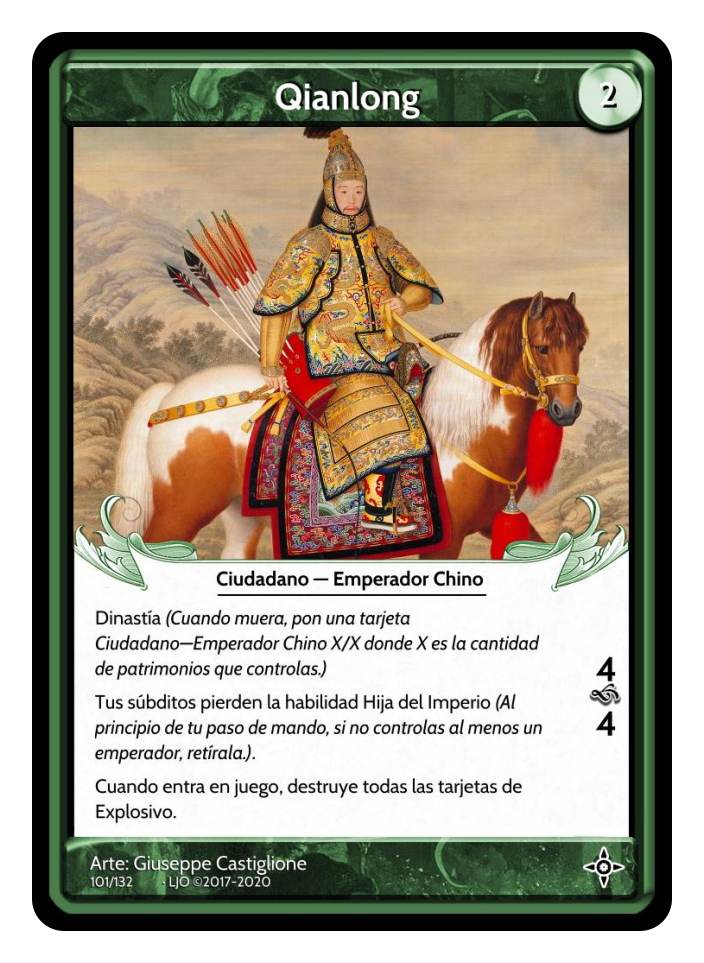 Qianlong
2
Ciudadano — Emperador Chino
Dinastía (Cuando muera, pon una tarjeta
Ciudadano—Emperador Chino X/X donde X es la cantidad
de patrimonios que controlas.)
Tus súbditos pierden la habilidad Hija del Imperio (Al
principio de tu paso de mando, si no controlas al menos un
emperador, retírala.).
Cuando entra en juego, destruye todas las tarjetas de
Explosivo.
4
4
Arte: Giuseppe Castiglione
101/132 · LJO ©2017-2020